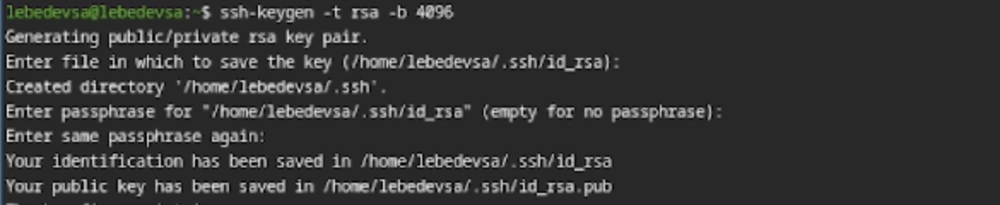 lebedevsa@lebedevsa:~$ ssh-keygen -t rsa -b 4096
Generating public/private rsa key pair.
Enter file in which to save the key (/home/lebedevsa/.ssh/id_rsa):
Created directory '/home/lebedevsa/.ssh'.
Enter passphrase for "/home/lebedevsa/.ssh/id_rsa" (empty for no passphrase):
Enter same passphrase again:
Your identification has been saved in /home/lebedevsa/.ssh/id_rsa
Your public key has been saved in /home/lebedevsa/.ssh/id_rsa.pub